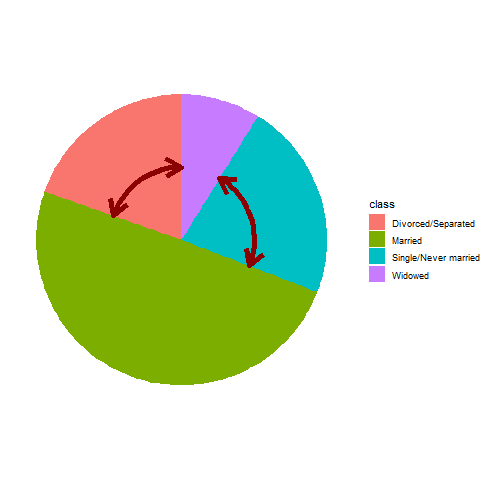 class
Divorced/Separated
Married
Single/Never married
Widowed